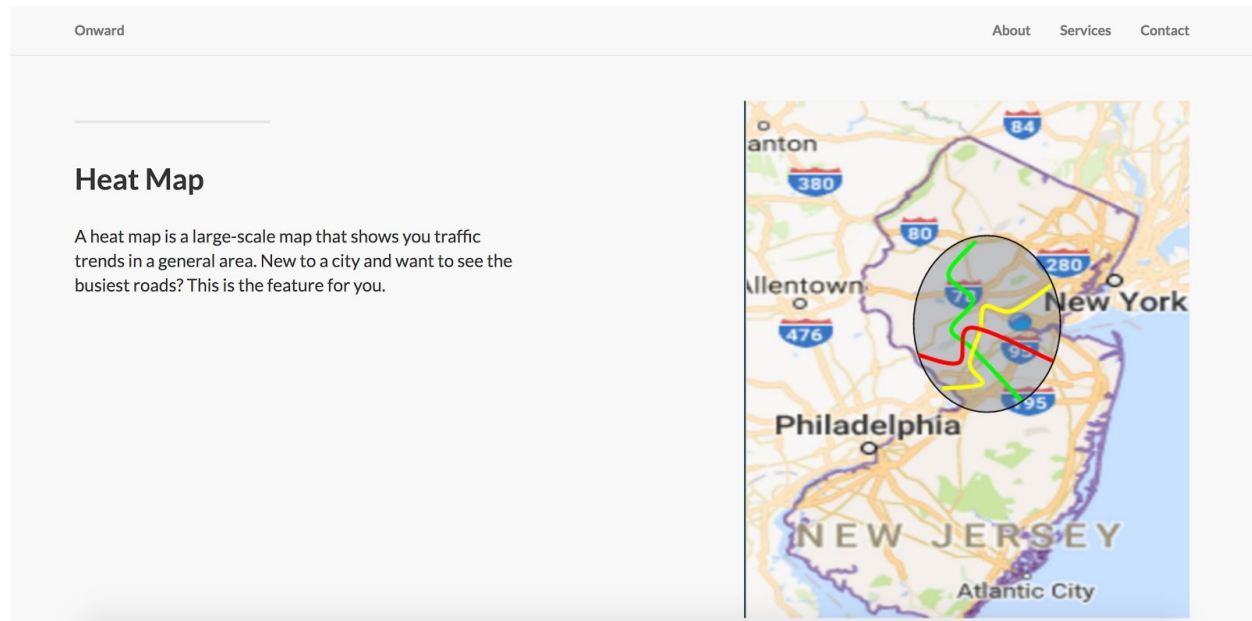 Onward
About Services Contact
Heat Map
A heat map is a large-scale map that shows you traffic
trends in a general area. New to a city and want to see the
busiest roads? This is the feature for you.
84
anton
380
80
280
llentown
New York
476
95
Philadelphia
NEW JERSEY
Atlantic City